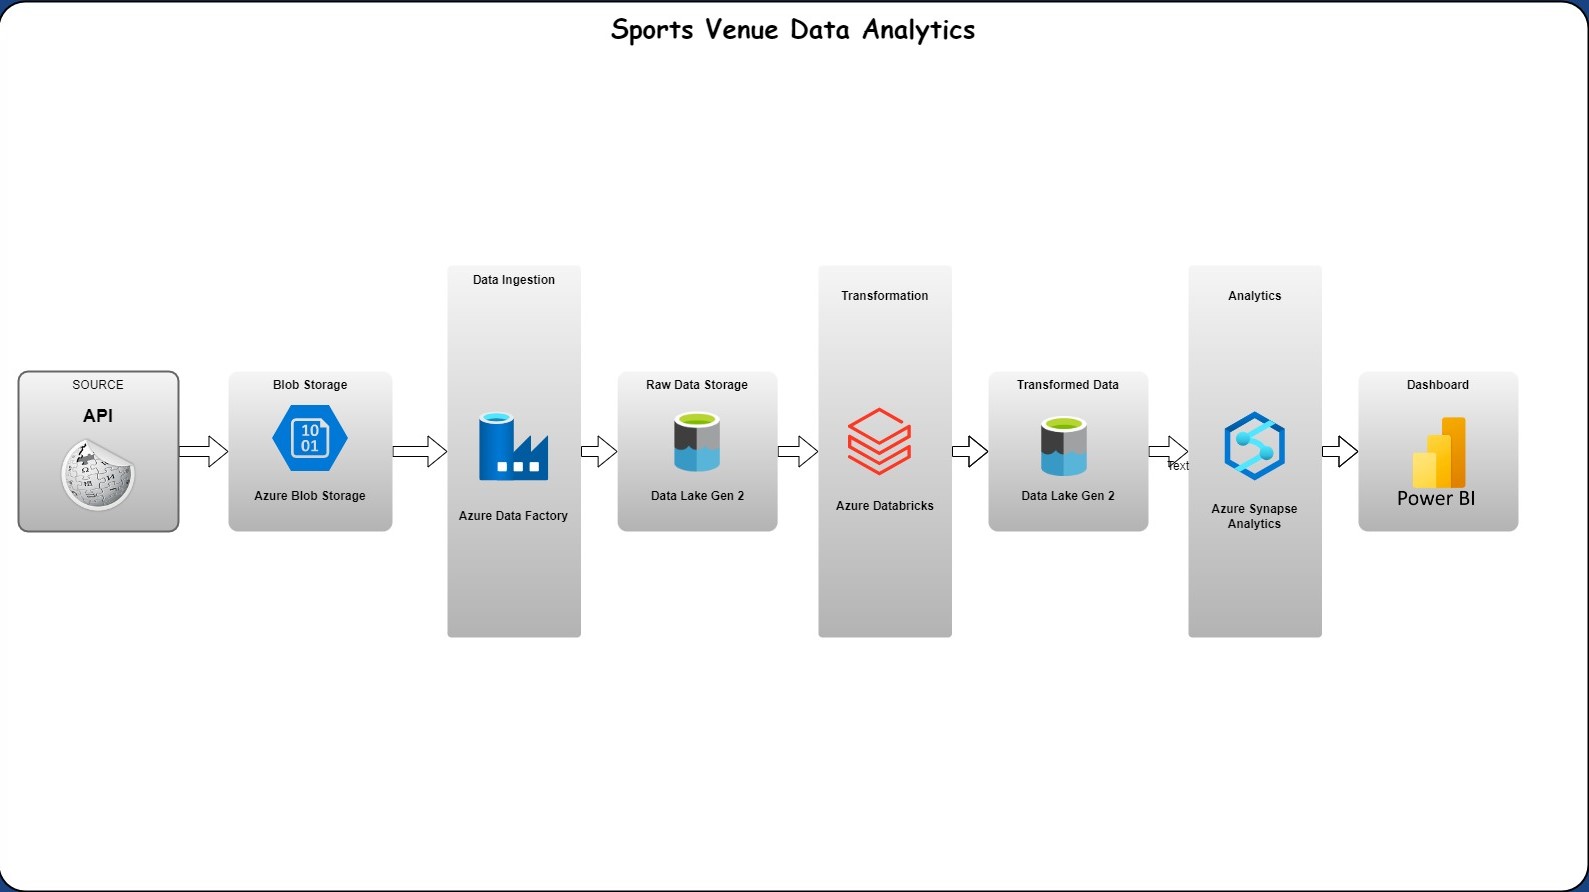 Sports Venue Data Analytics
SOURCE
API
Blob Storage
10
01
Azure Blob Storage
Data Ingestion
Azure Data Factory
Raw Data Storage
Data Lake Gen 2
Transformation
Azure Databricks
Transformed Data
Data Lake Gen 2
Text
Analytics
Azure Synapse
Analytics
Dashboard
Power BI